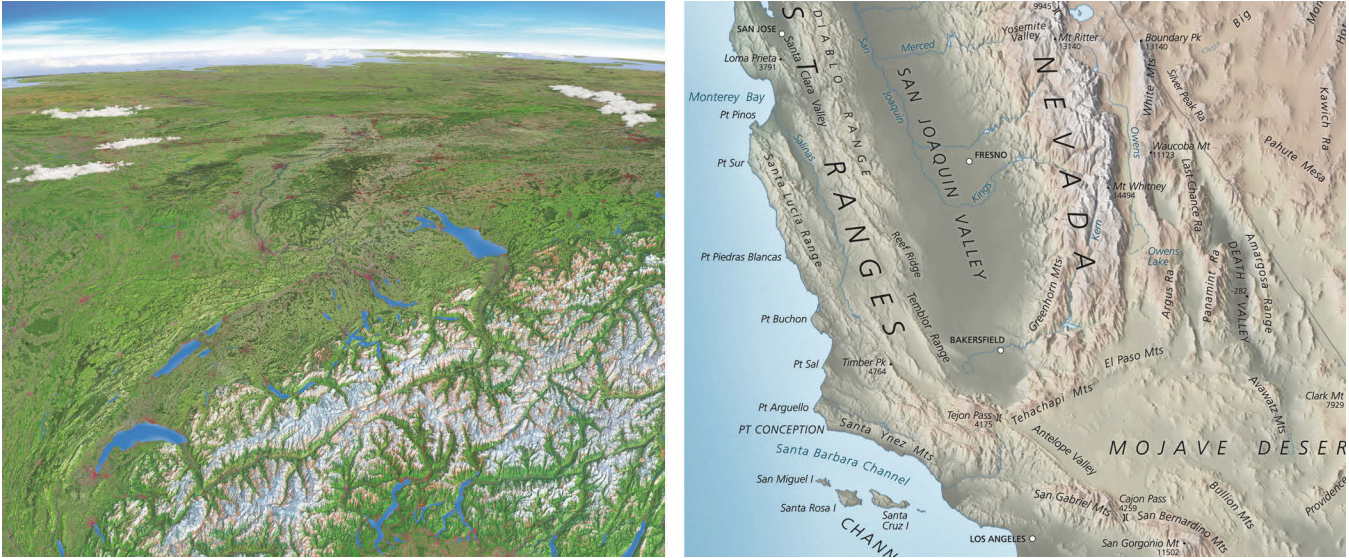 9945
SAN JOSE
Loma Prieta
3791
Santa Clara Valley
DIABLO RANGE
San Joaquin
Merced
Yosemite
Valley
Mt Ritter
13140
Boundary Pk
13140
Big
Monterey Bay
Pt Pinos
Salinas
SAN JOAQUIN VALLEY
NEVADA
White Mts
Silver Peak Ra
Kawich Ra
Pahute Mesa
Owens
Pt Sur
Santa Lucia Range
ST RANGES
FRESNO
Kings
Waucoba Mt
11123
Last Chance Ra
Mt Whitney
14494
Kern
Pt Piedras Blancas
Reef Ridge
Owens
Lake
Greenhorn Mts
Argus Ra
Panamint Ra
DEATH VALLEY
-282
Amargosa Range
Pt Buchon
Temblor Range
BAKERSFIELD
Pt Sal
Timber Pk
4764
El Paso Mts
Avawatz Mts
Clark Mt
7929
Pt Arguello
Tejon Pass
4175
Tehachapi Mts
PT CONCEPTION
Santa Ynez Mts
Antelope Valley
MOJAVE DESER
Santa Barbara Channel
San Miguel I
Santa Rosa I
Santa
Cruz I
CHANN
San Gabriel Mts
Cajon Pass
4259
San Bernardino Mts
Bullion Mts
Providence
LOS ANGELES
San Gorgonio Mt
11502